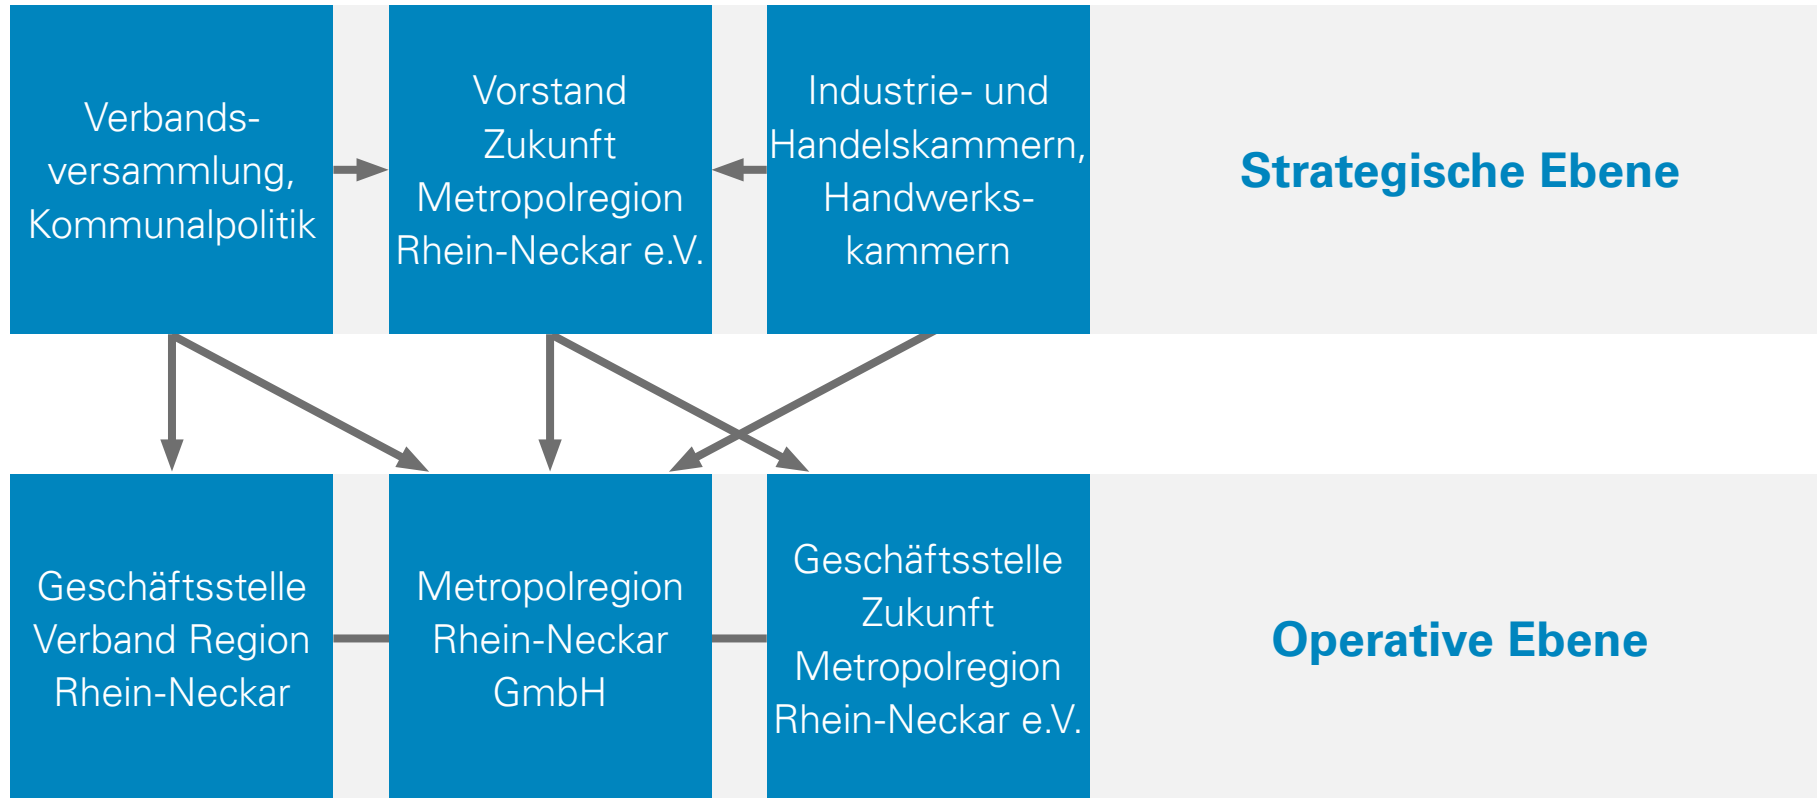 Verbands-
versammlung,
Kommunalpolitik
Vorstand
Zukunft
Metropolregion
Rhein-Neckar e.V.
Industrie- und
Handelskammern,
Handwerks-
kammern
Strategische Ebene
Geschäftsstelle
Verband Region
Rhein-Neckar
Metropolregion
Rhein-Neckar
GmbH
Geschäftsstelle
Zukunft
Metropolregion
Rhein-Neckar e.V.
Operative Ebene